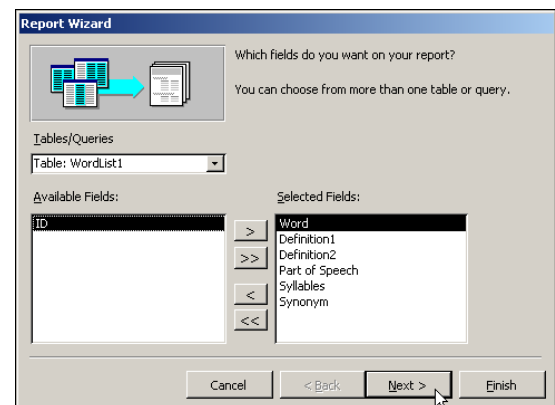 Report Wizard
Which fields do you want on your report?
You can choose from more than one table or query.
Tables/Queries
Table: WordList1
Available Fields:
ID
>
>>
<
<<
Selected Fields:
Word
Definition1
Definition2
Part of Speech
Syllables
Synonym
Cancel
< Back
Next >
Finish